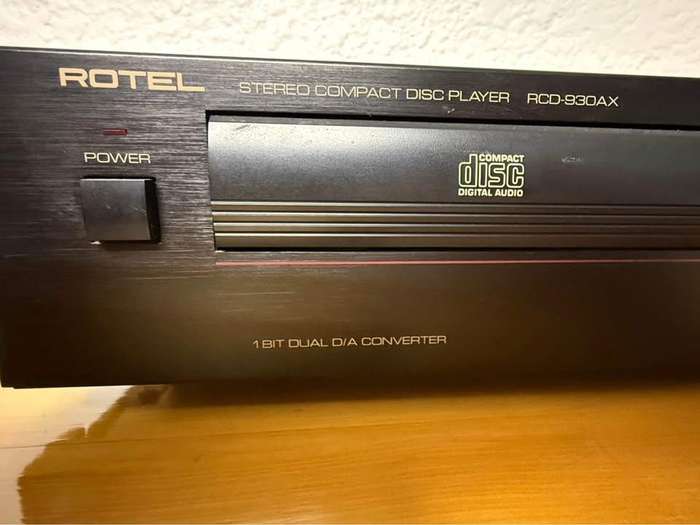 ROTEL
STEREO COMPACT DISC PLAYER RCD-930AX
POWER
COMPACT
disc
DIGITAL AUDIO
1 BIT DUAL D/A CONVERTER